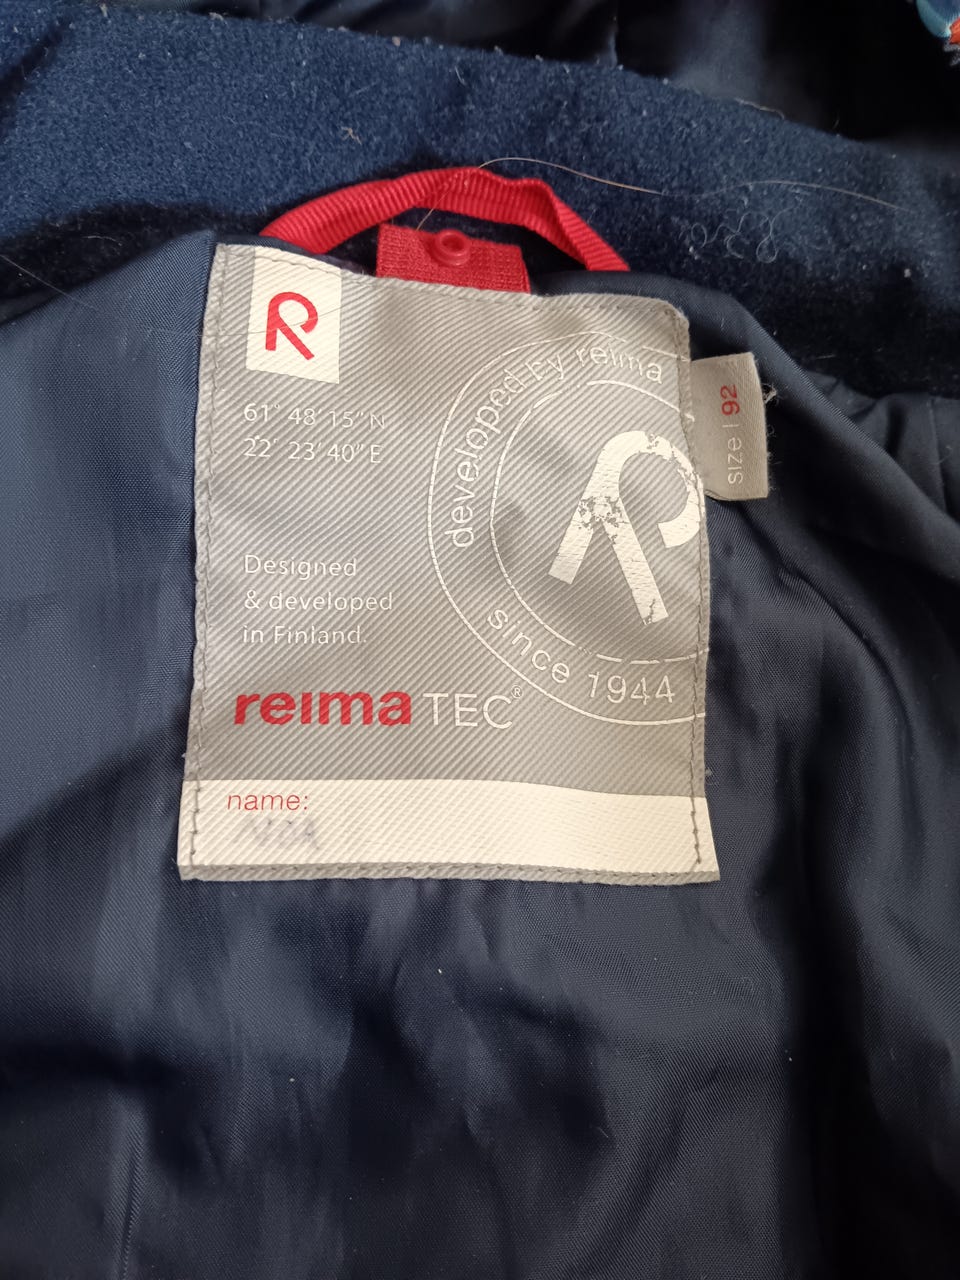 61° 48′ 15″ N
22° 23′ 40″ E
developed by reima
since 1944
size | 92
Designed
& developed
in Finland.
reima TEC®
name: